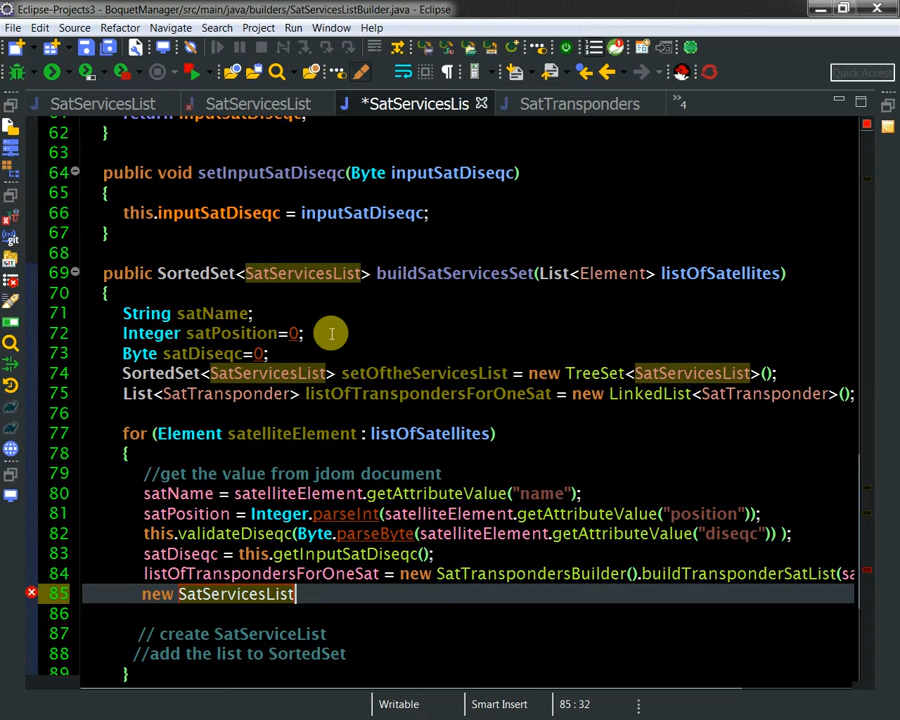 Eclipse-Projects3 - BoquetManager/src/main/java/builders/SatServicesListBuilder.java - Eclipse
File Edit Source Refactor Navigate Search Project Run Window Help
Quick Access
SatServicesList SatServicesList *SatServicesLis SatTransponders »4
return inputSatDiseqc;
62 }
63
64 public void setInputSatDiseqc(Byte inputSatDiseqc)
65 {
66 this.inputSatDiseqc = inputSatDiseqc;
67 }
68
69 public SortedSet<SatServicesList> buildSatServicesSet(List<Element> listOfSatellites)
70 {
71 String satName;
72 Integer satPosition=0;
73 Byte satDiseqc=0;
74 SortedSet<SatServicesList> setOftheServicesList = new TreeSet<SatServicesList>();
75 List<SatTransponder> listOfTranspondersForOneSat = new LinkedList<SatTransponder>();
76
77 for (Element satelliteElement : listOfSatellites)
78 {
79 //get the value from jdom document
80 satName = satelliteElement.getAttributeValue("name");
81 satPosition = Integer.parseInt(satelliteElement.getAttributeValue("position"));
82 this.validateDiseqc(Byte.parseByte(satelliteElement.getAttributeValue("diseqc")) );
83 satDiseqc = this.getInputSatDiseqc();
84 listOfTranspondersForOneSat = new SatTranspondersBuilder().buildTransponderSatList(sa
85 new SatServicesList
86
87 // create SatServiceList
88 //add the list to SortedSet
89 }
Writable Smart Insert 85 : 32